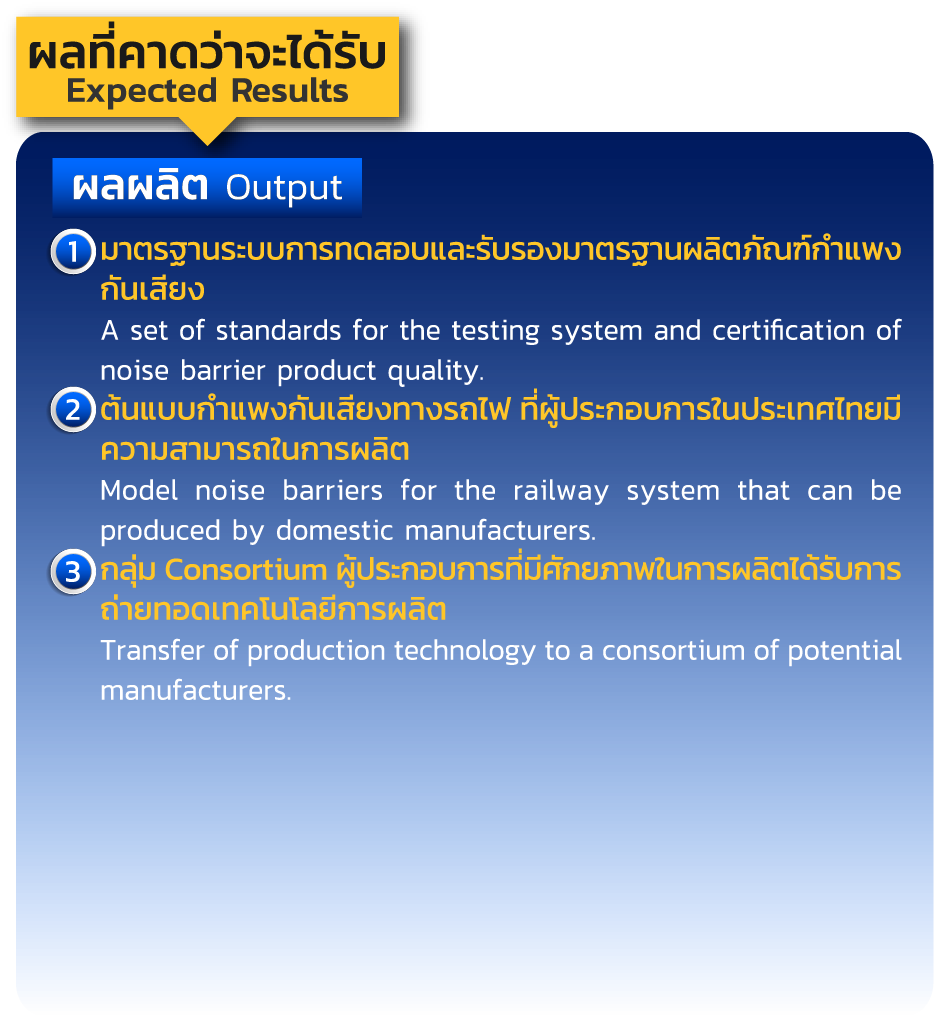 ผลที่คาดว่าจะได้รับ
Expected Results
ผลผลิต Output
1 มาตรฐานระบบการทดสอบและรับรองมาตรฐานผลิตภัณฑ์กำแพง
กันเสียง
A set of standards for the testing system and certification of
noise barrier product quality.
2 ต้นแบบกำแพงกันเสียงทางรถไฟ ที่ผู้ประกอบการในประเทศไทยมี
ความสามารถในการผลิต
Model noise barriers for the railway system that can be
produced by domestic manufacturers.
3 กลุ่ม Consortium ผู้ประกอบการที่มีศักยภาพในการผลิตได้รับการ
ถ่ายทอดเทคโนโลยีการผลิต
Transfer of production technology to a consortium of potential
manufacturers.